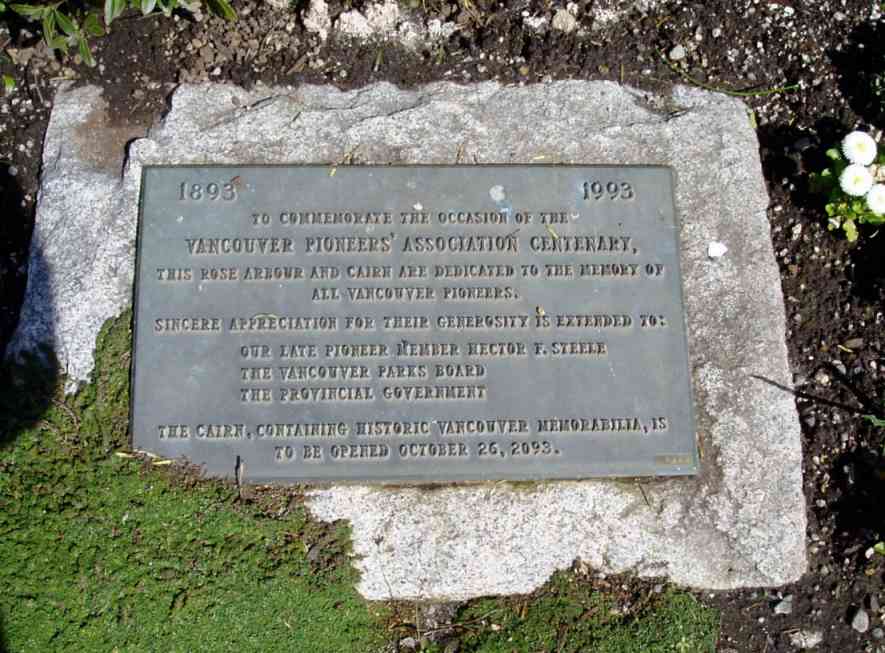 1893 1993
TO COMMEMORATE THE OCCASION OF THE
VANCOUVER PIONEERS' ASSOCIATION CENTENARY,
THIS ROSE ARBOUR AND CAIRN ARE DEDICATED TO THE MEMORY OF
ALL VANCOUVER PIONEERS.
SINCERE APPRECIATION FOR THEIR GENEROSITY IS EXTENDED TO:
OUR LATE PIONEER MEMBER HECTOR F. STEELE
THE VANCOUVER PARKS BOARD
THE PROVINCIAL GOVERNMENT
THE CAIRN, CONTAINING HISTORIC VANCOUVER MEMORABILIA, IS
TO BE OPENED OCTOBER 26, 2093.